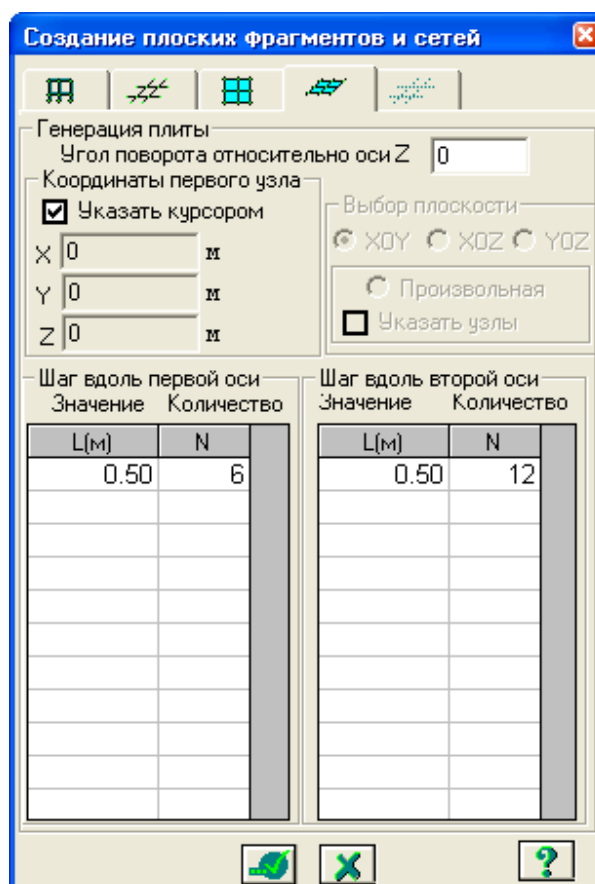 Создание плоских фрагментов и сетей
Генерация плиты
Угол поворота относительно оси Z 0
Координаты первого узла
Указать курсором
X 0 м
Y 0 м
Z 0 м
Выбор плоскости
XOY XOZ YOZ
Произвольная
Указать узлы
Шаг вдоль первой оси
Значение Количество
L(м) N
0.50 6
Шаг вдоль второй оси
Значение Количество
L(м) N
0.50 12
?